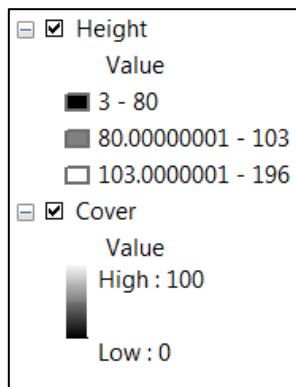 Height
Value
3 - 80
80.00000001 - 103
103.0000001 - 196
Cover
Value
High : 100
Low : 0